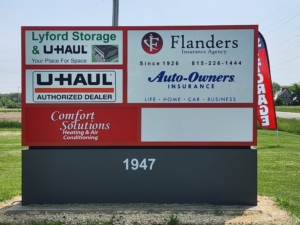 Lyford Storage
& U-HAUL
Your Place For Space
U-HAUL
AUTHORIZED DEALER
Comfort
Solutions
Heating & Air
Conditioning
Flanders
Insurance Agency
Since 1926 815-226-1444
Auto-Owners
INSURANCE
LIFE • HOME • CAR • BUSINESS
1947
STORAGE